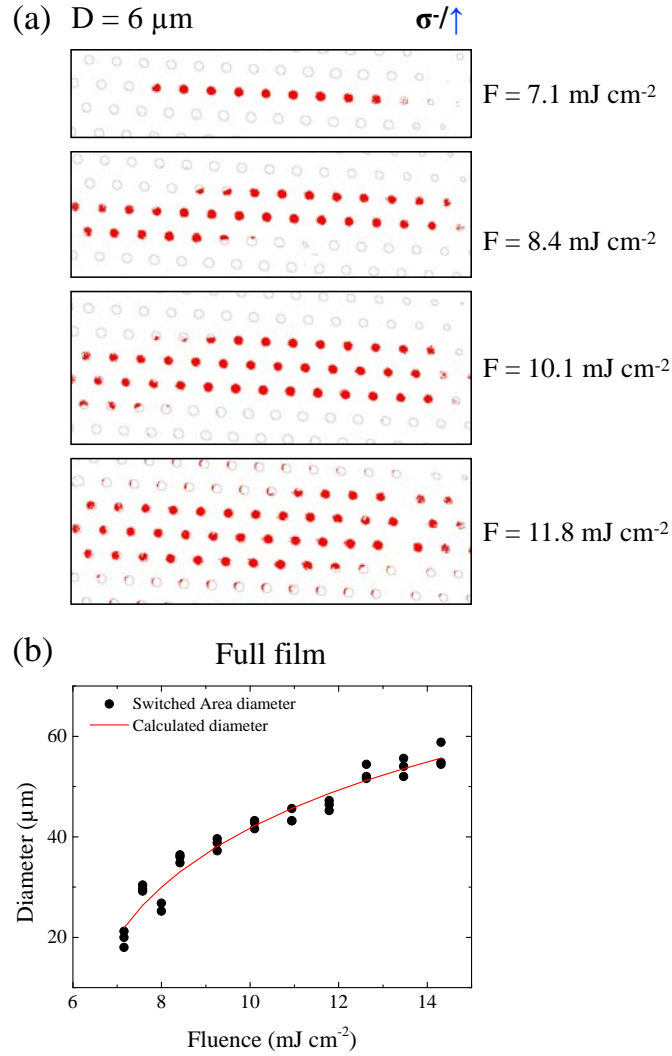 (a) D = 6 µm σ-/↑
F = 7.1 mJ cm-2
F = 8.4 mJ cm-2
F = 10.1 mJ cm-2
F = 11.8 mJ cm-2
(b) Full film
Switched Area diameter
Calculated diameter
60
40
20
Diameter (µm)
6 8 10 12 14
Fluence (mJ cm-2)